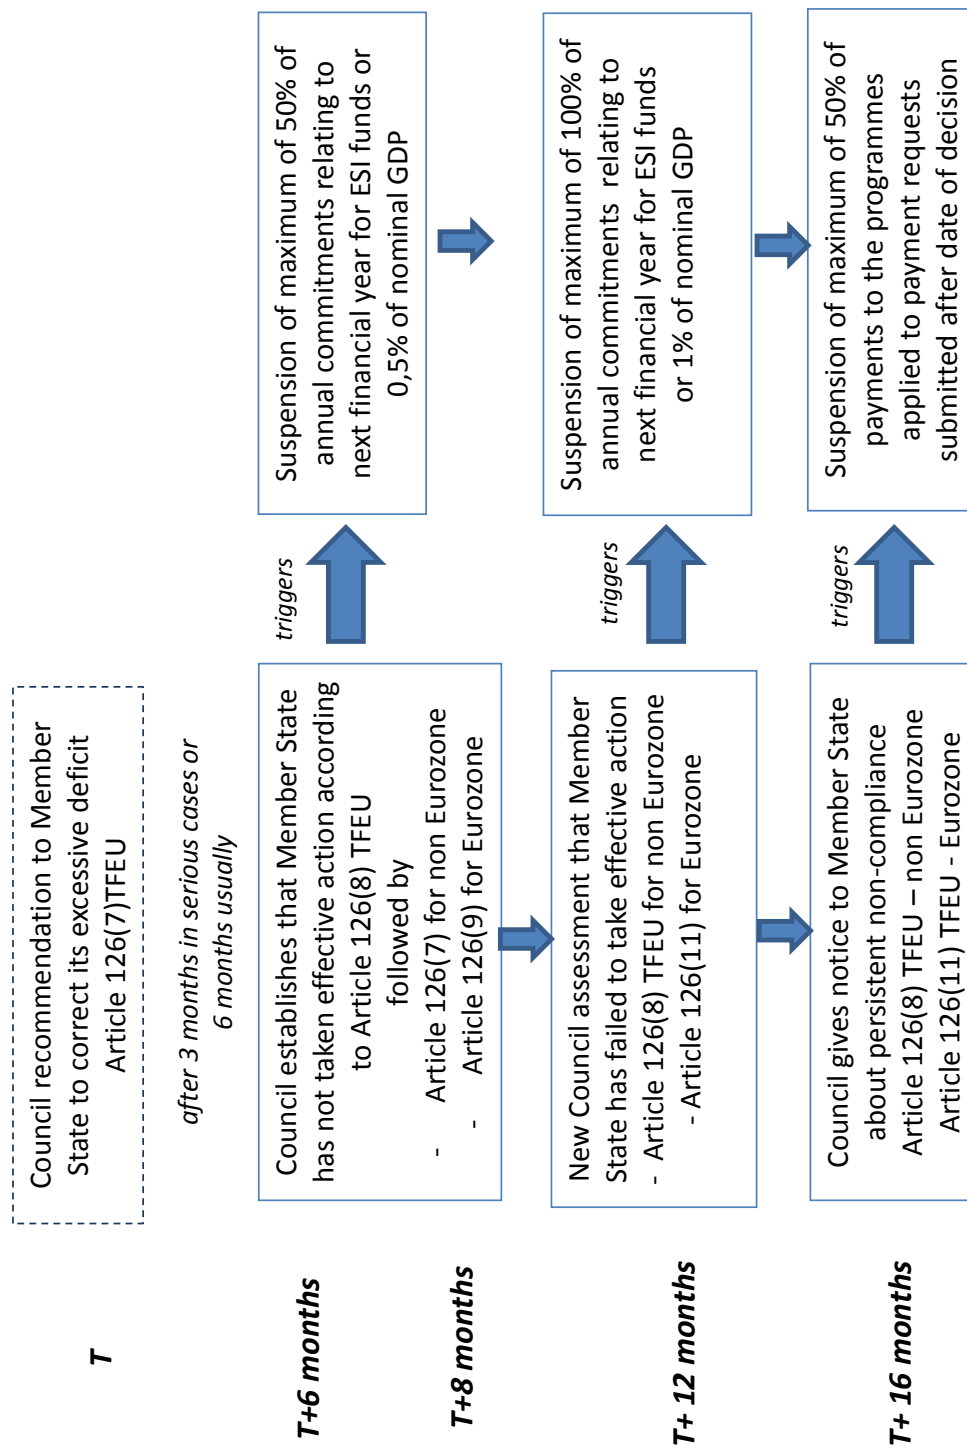 T
Council recommendation to Member
State to correct its excessive deficit
Article 126(7)TFEU
after 3 months in serious cases or
6 months usually
T+6 months
Council establishes that Member State
has not taken effective action according
to Article 126(8) TFEU
followed by
- Article 126(7) for non Eurozone
- Article 126(9) for Eurozone
triggers
Suspension of maximum of 50% of
annual commitments relating to
next financial year for ESI funds or
0,5% of nominal GDP
T+8 months
T+ 12 months
New Council assessment that Member
State has failed to take effective action
- Article 126(8) TFEU for non Eurozone
- Article 126(11) for Eurozone
triggers
Suspension of maximum of 100% of
annual commitments relating to
next financial year for ESI funds
or 1% of nominal GDP
T+ 16 months
Council gives notice to Member State
about persistent non-compliance
Article 126(8) TFEU – non Eurozone
Article 126(11) TFEU - Eurozone
triggers
Suspension of maximum of 50% of
payments to the programmes
applied to payment requests
submitted after date of decision